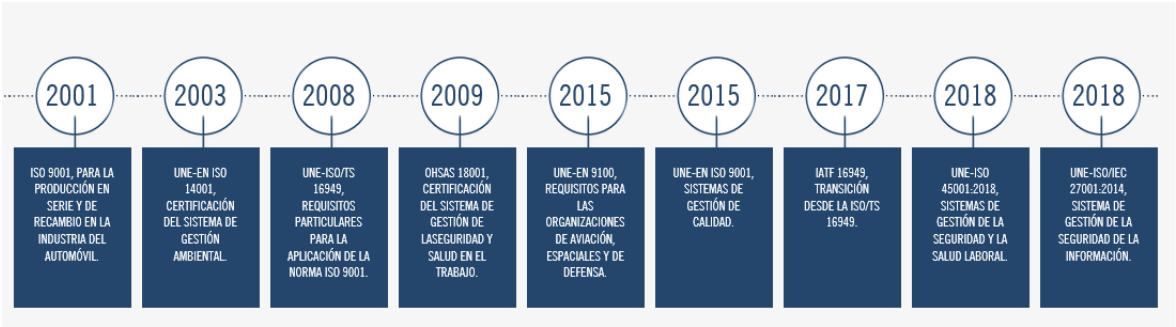 2001
2003
2008
2009
2015
2015
2017
2018
2018
ISO 9001, PARA LA
PRODUCCIÓN EN
SERIE Y DE
RECAMBIO EN LA
INDUSTRIA DEL
AUTOMÓVIL.
UNE-EN ISO
14001,
CERTIFICACIÓN
DEL SISTEMA DE
GESTIÓN
AMBIENTAL.
UNE-ISO/TS
16949,
REQUISITOS
PARTICULARES
PARA LA
APLICACIÓN DE LA
NORMA ISO 9001.
OHSAS 18001,
CERTIFICACIÓN
DEL SISTEMA DE
GESTIÓN DE
LASEGURIDAD Y
SALUD EN EL
TRABAJO.
UNE-EN 9100,
REQUISITOS PARA
LAS
ORGANIZACIONES
DE AVIACIÓN,
ESPACIALES Y DE
DEFENSA.
UNE-EN ISO 9001,
SISTEMAS DE
GESTIÓN DE
CALIDAD.
IATF 16949,
TRANSICIÓN
DESDE LA ISO/TS
16949.
UNE-ISO
45001:2018,
SISTEMAS DE
GESTIÓN DE LA
SEGURIDAD Y LA
SALUD LABORAL.
UNE-ISO/IEC
27001:2014,
SISTEMA DE
GESTIÓN DE LA
SEGURIDAD DE LA
INFORMACIÓN.